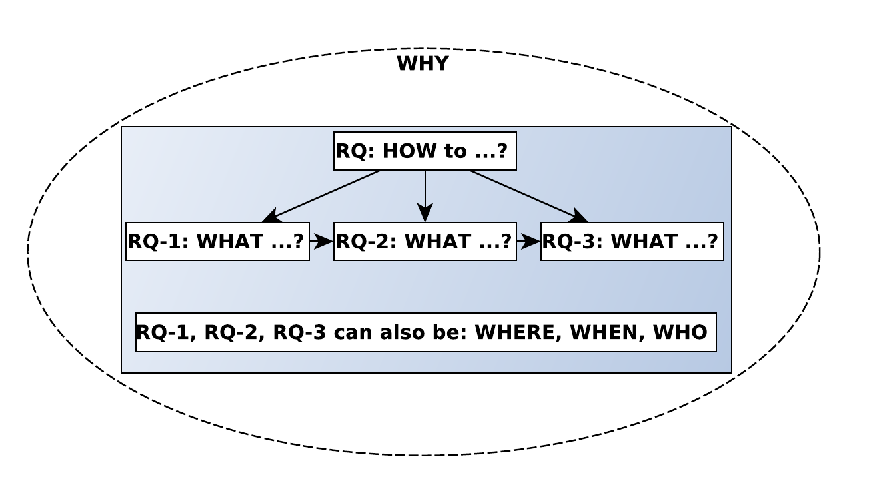 WHY
RQ: HOW to ...?
RQ-1: WHAT ...?
RQ-2: WHAT ...?
RQ-3: WHAT ...?
RQ-1, RQ-2, RQ-3 can also be: WHERE, WHEN, WHO